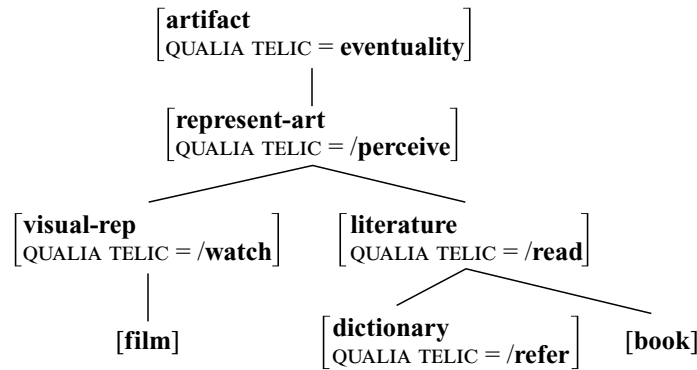 artifact
QUALIA TELIC = eventuality
represent-art
QUALIA TELIC = /perceive
visual-rep
QUALIA TELIC = /watch
literature
QUALIA TELIC = /read
[film]
dictionary
QUALIA TELIC = /refer
[book]